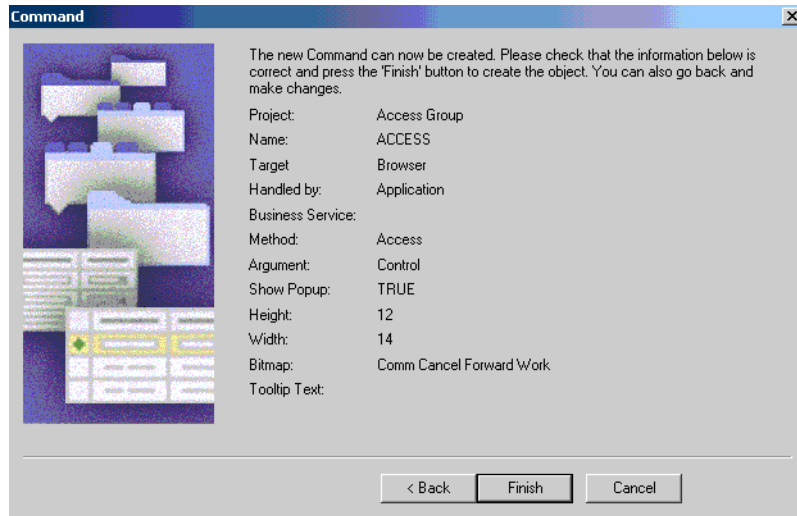 Command
The new Command can now be created. Please check that the information below is
correct and press the 'Finish' button to create the object. You can also go back and
make changes.
Project: Access Group
Name: ACCESS
Target Browser
Handled by: Application
Business Service:
Method: Access
Argument: Control
Show Popup: TRUE
Height: 12
Width: 14
Bitmap: Comm Cancel Forward Work
Tooltip Text:
< Back Finish Cancel